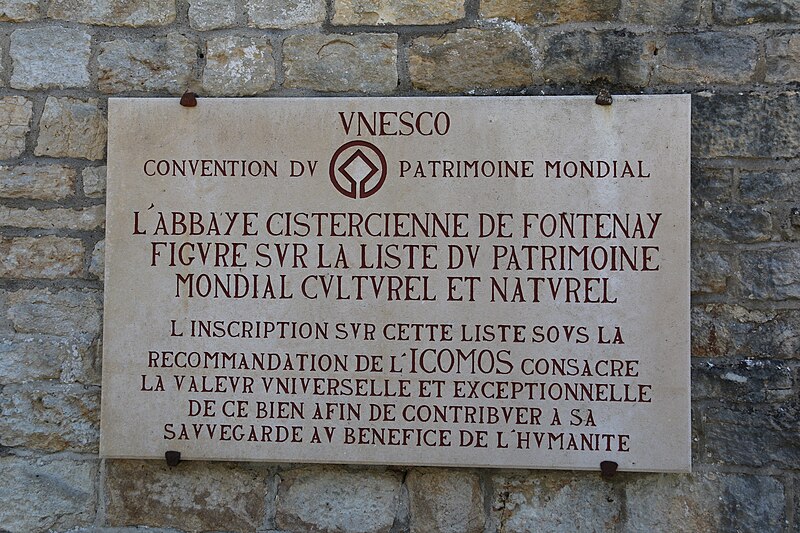 VNESCO
CONVENTION DV PATRIMOINE MONDIAL
L'ABBAYE CISTERCIENNE DE FONTENAY
FIGVRE SVR LA LISTE DV PATRIMOINE
MONDIAL CVLTVREL ET NATVREL
L INSCRIPTION SVR CETTE LISTE SOVS LA
RECOMMANDATION DE L'ICOMOS CONSACRE
LA VALEVR VNIVERSELLE ET EXCEPTIONNELLE
DE CE BIEN AFIN DE CONTRIBVER A SA
SAVVEGARDE AV BENEFICE DE L'HVMANITE